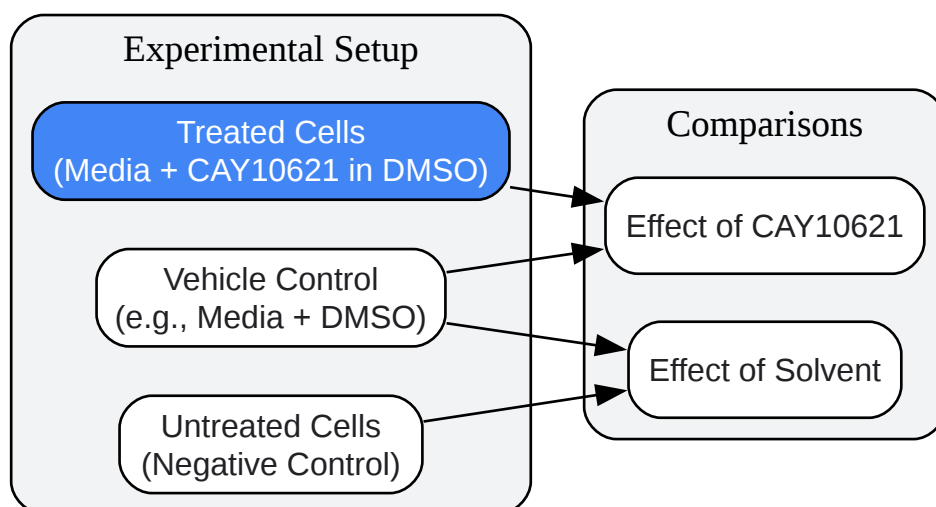 Experimental Setup
Treated Cells
(Media + CAY10621 in DMSO)
Vehicle Control
(e.g., Media + DMSO)
Untreated Cells
(Negative Control)
Comparisons
Effect of CAY10621
Effect of Solvent